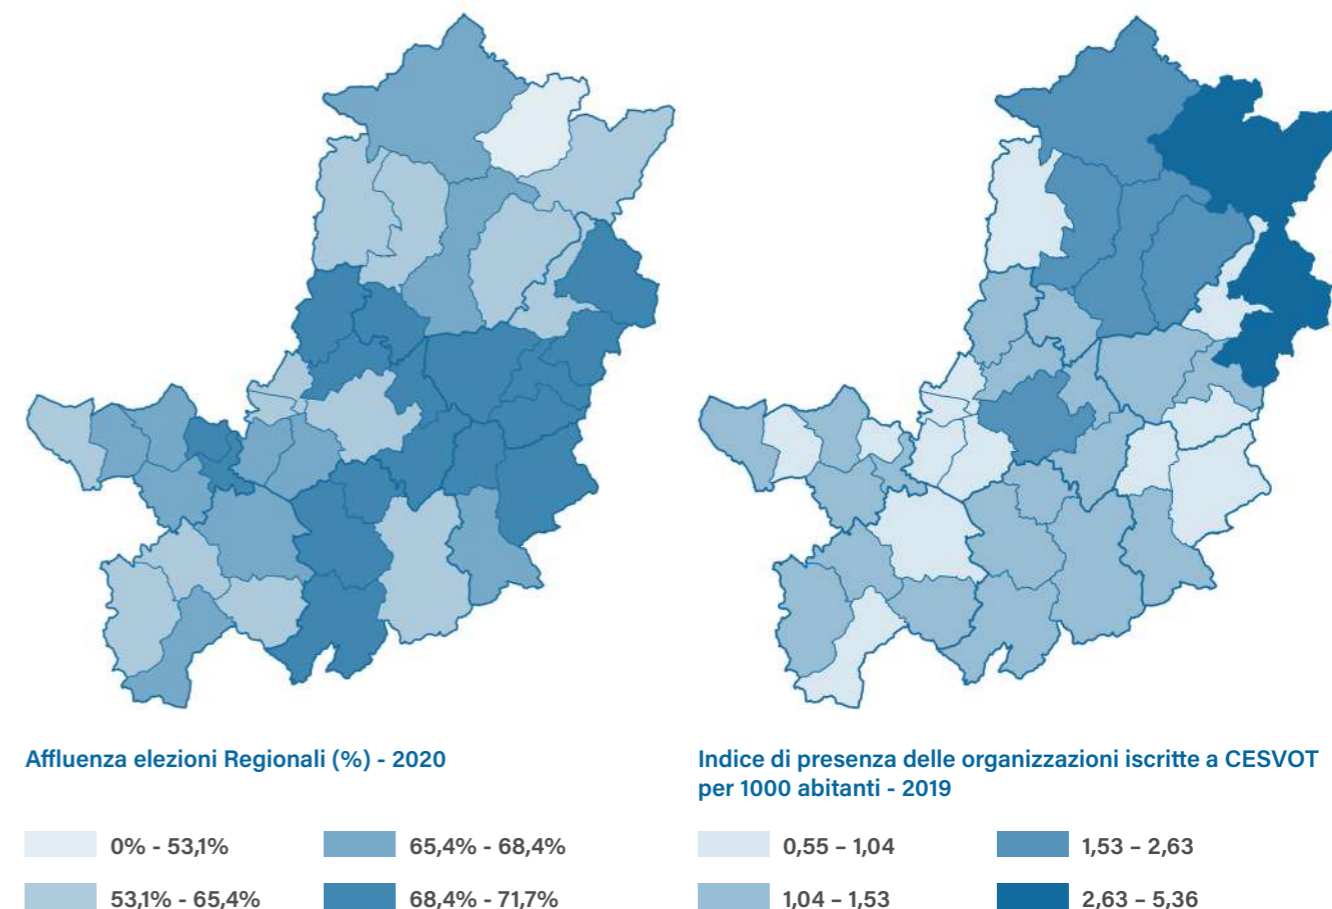 Affluenza elezioni Regionali (%) - 2020
0% - 53,1%
65,4% - 68,4%
53,1% - 65,4%
68,4% - 71,7%
Indice di presenza delle organizzazioni iscritte a CESVOT
per 1000 abitanti - 2019
0,55 – 1,04
1,53 – 2,63
1,04 – 1,53
2,63 – 5,36